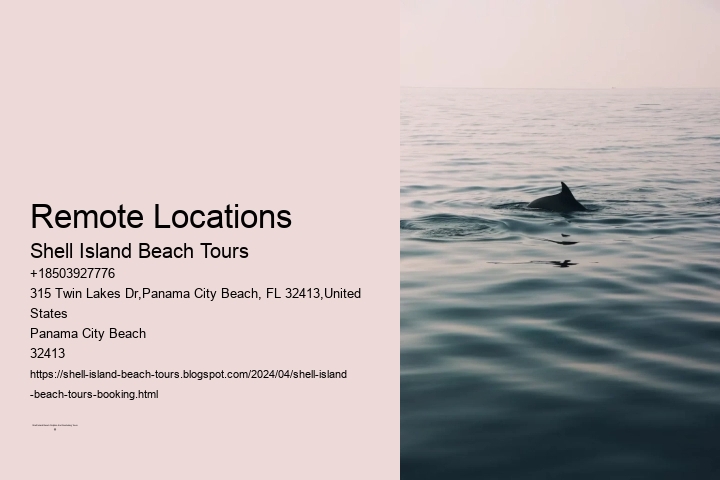 Remote Locations
Shell Island Beach Tours
+18503927776
315 Twin Lakes Dr,Panama City Beach, FL 32413,United
States
Panama City Beach
32413
https://shell-island-beach-tours.blogspot.com/2024/04/shell-island
-beach-tours-booking.html